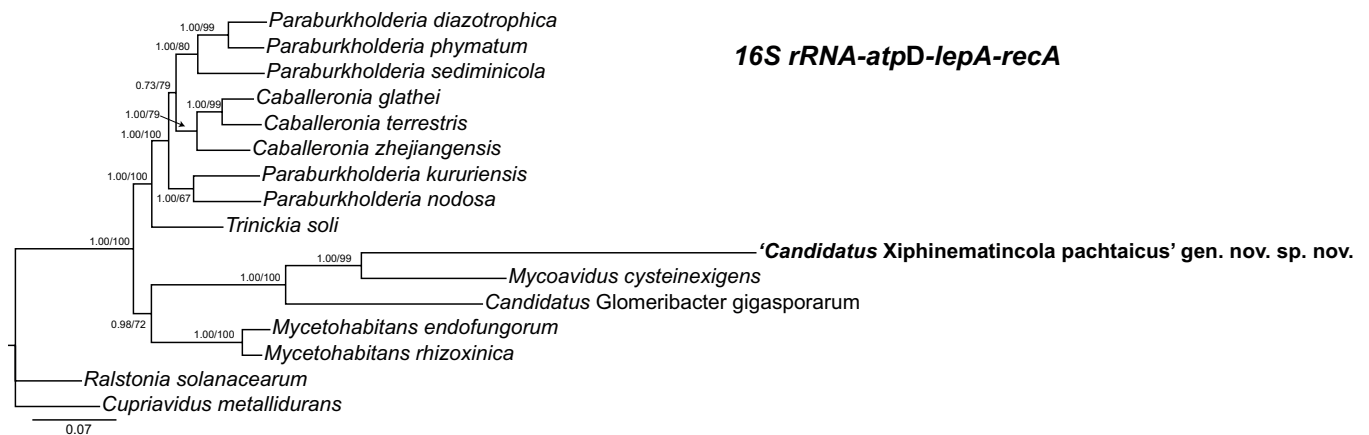 1.00/99
Paraburkholderia diazotrophica
1.00/80
Paraburkholderia phymatum
16S rRNA-atpD-lepA-recA
Paraburkholderia sediminicola
0.73/79
Caballeronia glathei
1.00/99
1.00/79
Caballeronia terrestris
1.00/100
Caballeronia zhejiangensis
Paraburkholderia kururiensis
1.00/100
1.00/67
Paraburkholderia nodosa
Trinickia soli
1.00/100
'Candidatus Xiphinematincola pachtaicus' gen. nov. sp. nov.
1.00/99
1.00/100
Mycoavidus cysteinexigens
Candidatus Glomeribacter gigasporarum
0.98/72
Mycetohabitans endofungorum
1.00/100
Mycetohabitans rhizoxinica
Ralstonia solanacearum
Cupriavidus metallidurans
0.07